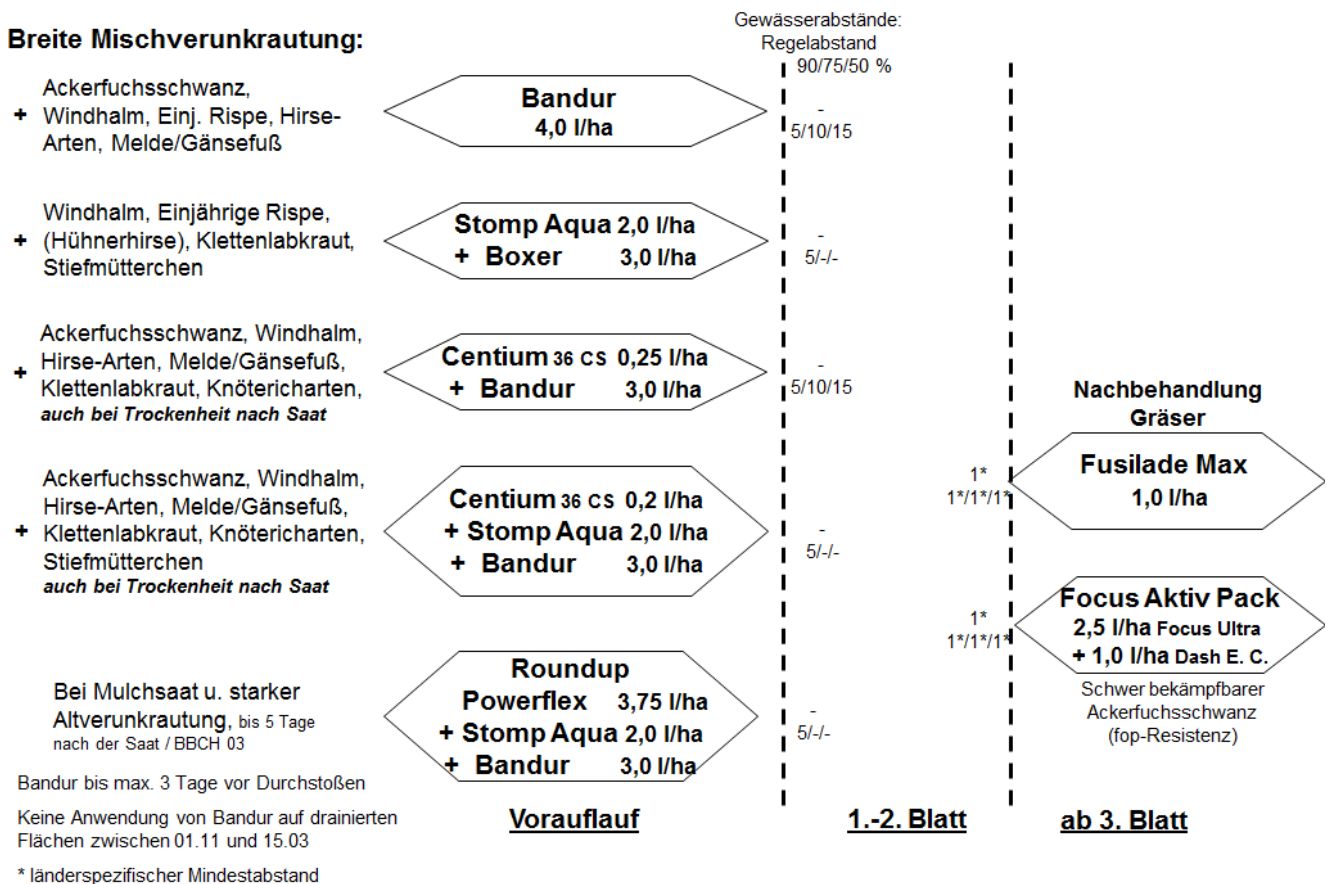 Breite Mischverunkrautung:
Gewässerabstände:
Regelabstand
90/75/50 %
+ Ackerfuchsschwanz,
Windhalm, Einj. Rispe, Hirse-
Arten, Melde/Gänsefuß
Bandur
4,0 l/ha
-
5/10/15
+ Windhalm, Einjährige Rispe,
(Hühnerhirse), Klettenlabkraut,
Stiefmütterchen
Stomp Aqua 2,0 l/ha
+ Boxer 3,0 l/ha
-
5/-/-
+ Ackerfuchsschwanz, Windhalm,
Hirse-Arten, Melde/Gänsefuß,
Klettenlabkraut, Knötericharten,
auch bei Trockenheit nach Saat
Centium 36 CS 0,25 l/ha
+ Bandur 3,0 l/ha
-
5/10/15
+ Ackerfuchsschwanz, Windhalm,
Hirse-Arten, Melde/Gänsefuß,
Klettenlabkraut, Knötericharten,
Stiefmütterchen
auch bei Trockenheit nach Saat
Centium 36 CS 0,2 l/ha
+ Stomp Aqua 2,0 l/ha
+ Bandur 3,0 l/ha
-
5/-/-
Nachbehandlung
Gräser
1*
1*/1*/1*
Fusilade Max
1,0 l/ha
1*
1*/1*/1*
Focus Aktiv Pack
2,5 l/ha Focus Ultra
+ 1,0 l/ha Dash E. C.
Schwer bekämpfbarer
Ackerfuchsschwanz
(fop-Resistenz)
Bei Mulchsaat u. starker
Altverunkrautung, bis 5 Tage
nach der Saat / BBCH 03
Roundup
Powerflex 3,75 l/ha
+ Stomp Aqua 2,0 l/ha
+ Bandur 3,0 l/ha
-
5/-/-
Bandur bis max. 3 Tage vor Durchstoßen
Keine Anwendung von Bandur auf drainierten
Flächen zwischen 01.11 und 15.03
* länderspezifischer Mindestabstand
Vorauflauf
1.-2. Blatt
ab 3. Blatt